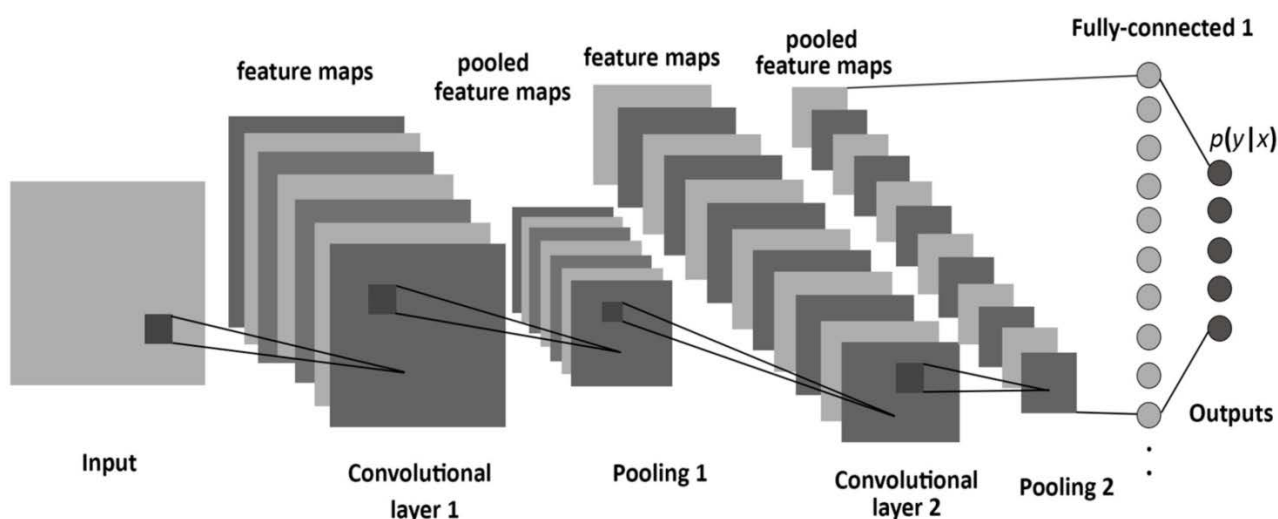 feature maps
pooled
feature maps
feature maps
pooled
feature maps
Fully-connected 1
p(y|x)
Input
Convolutional
layer 1
Pooling 1
Convolutional
layer 2
Pooling 2
Outputs